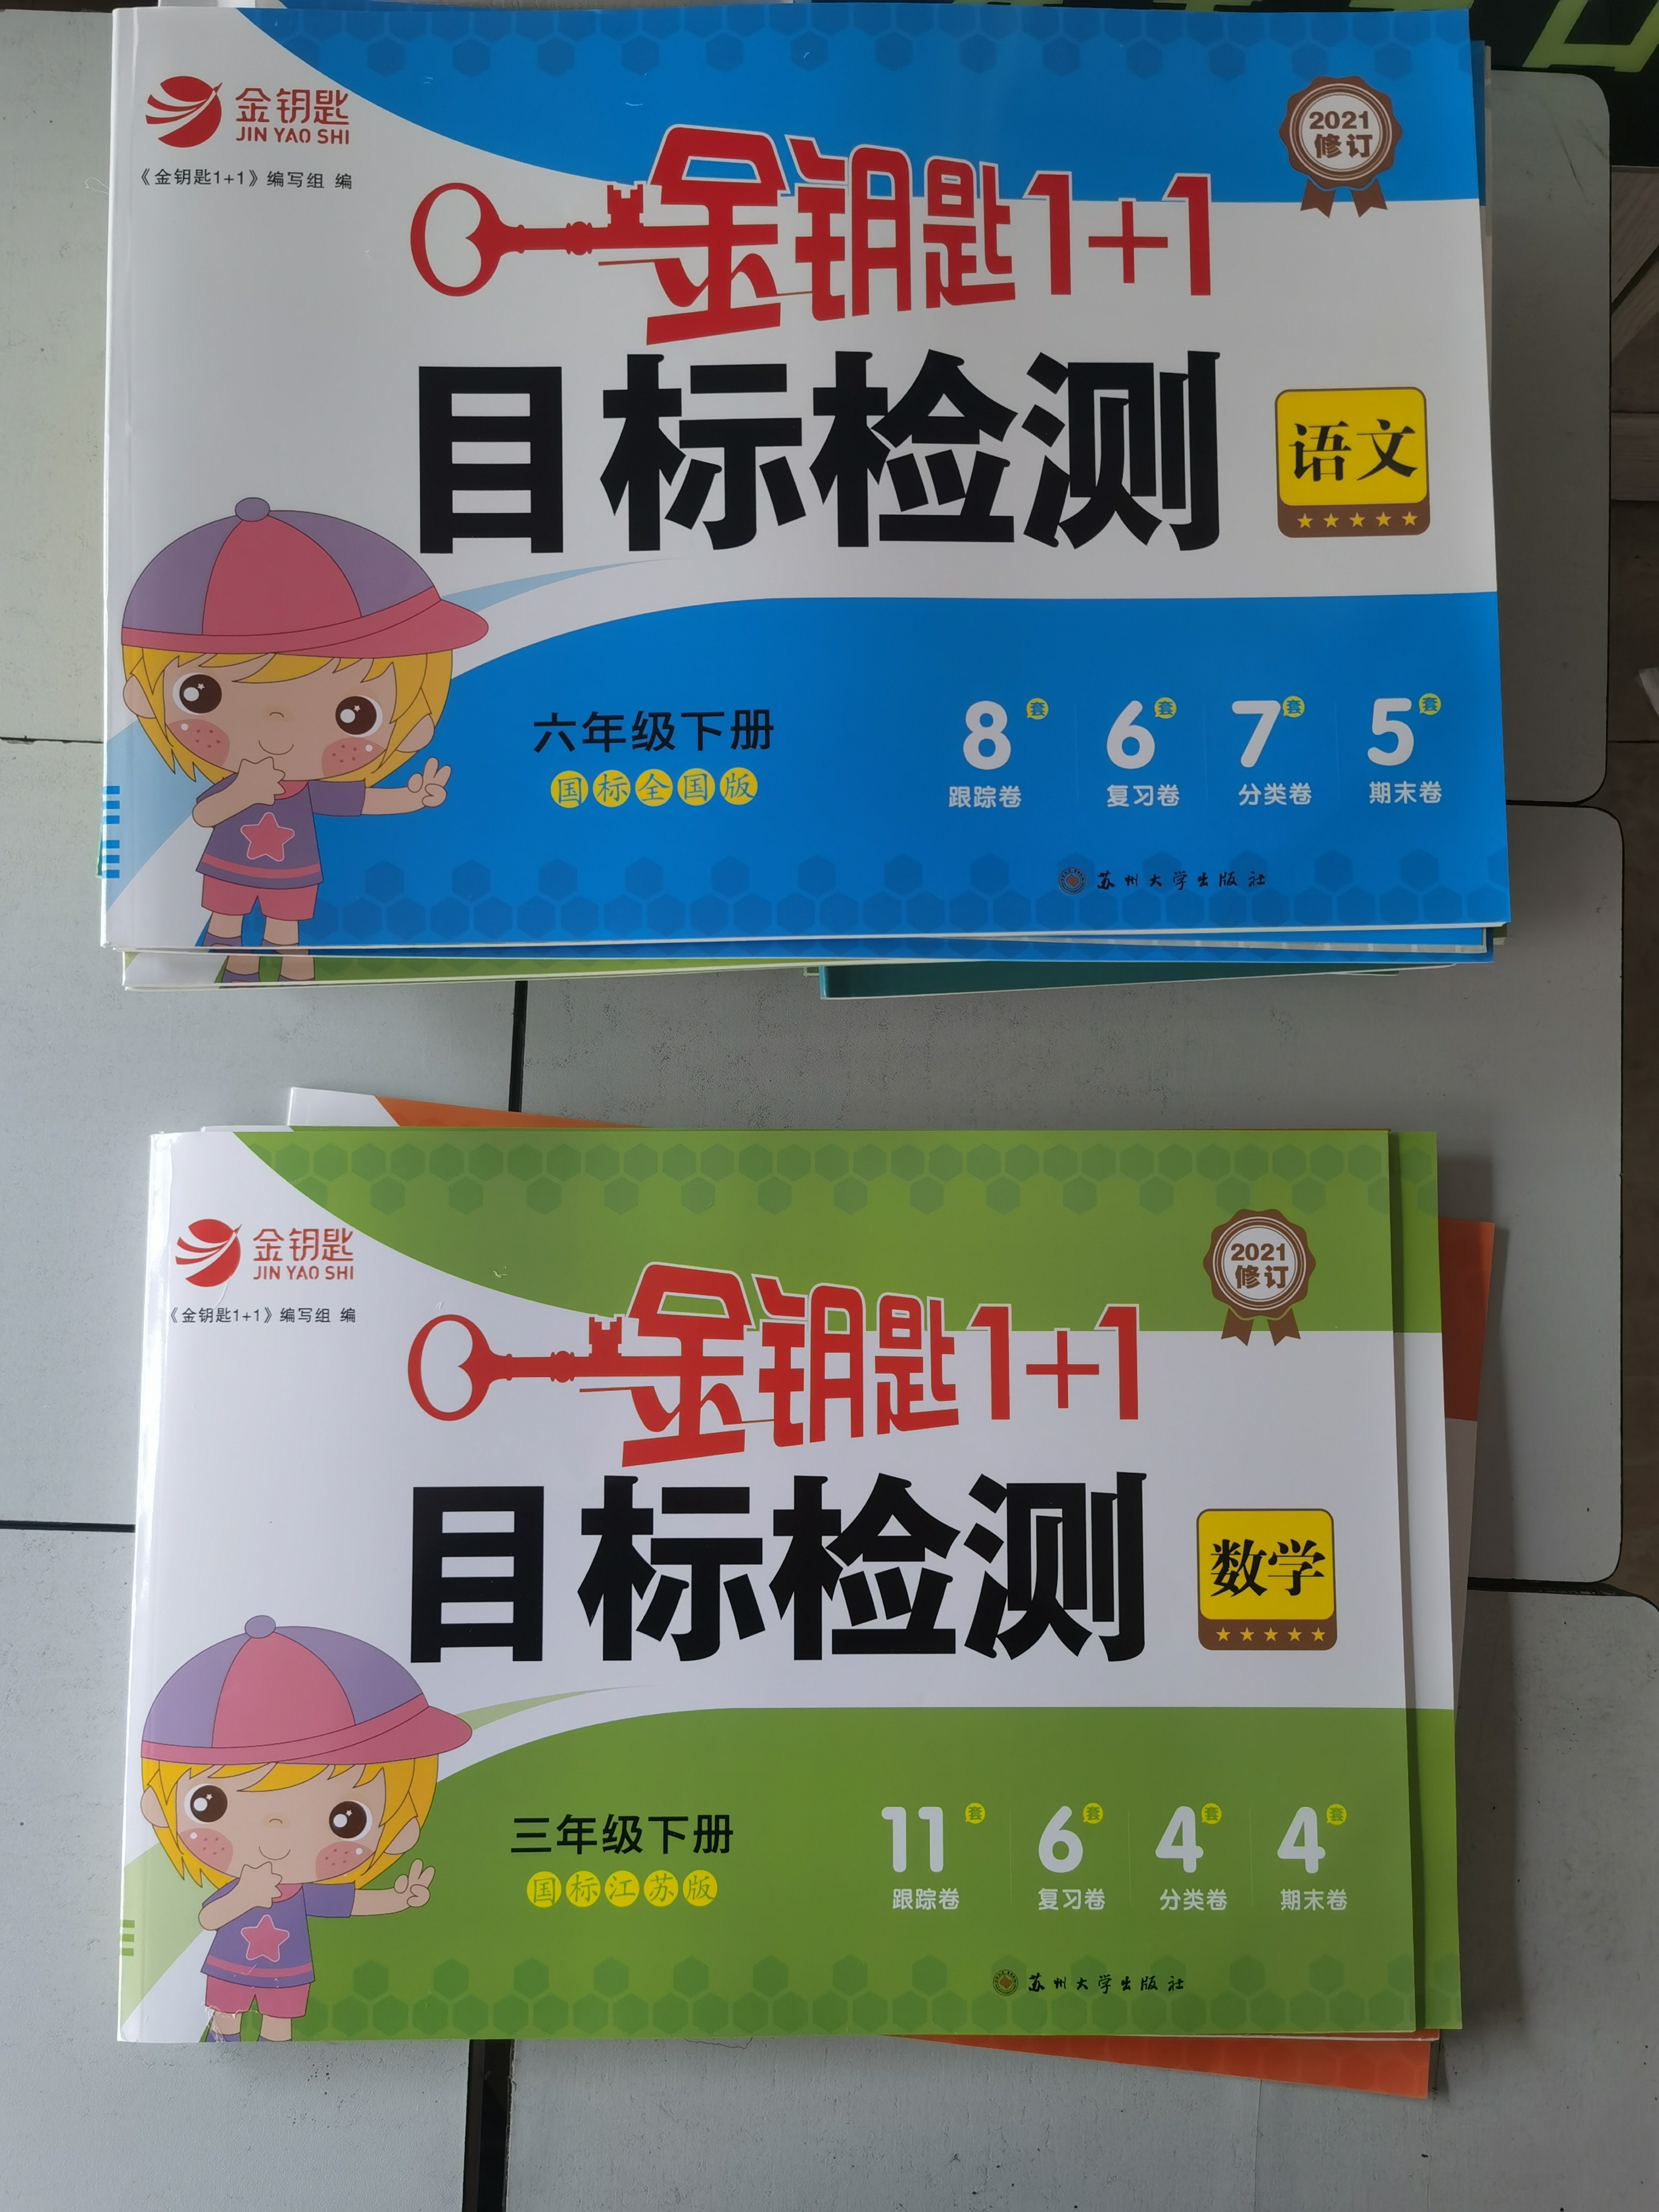 金钥匙
JIN YAO SHI
《金钥匙1+1》编写组 编
2021
修订
金钥匙1+1
目标检测
语文
六年级下册
国标全国版
8套 6套 7套 5套
跟踪卷 复习卷 分类卷 期末卷
苏州大学出版社
金钥匙
JIN YAO SHI
《金钥匙1+1》编写组 编
2021
修订
金钥匙1+1
目标检测
数学
三年级下册
国标江苏版
11套 6套 4套 4套
跟踪卷 复习卷 分类卷 期末卷
苏州大学出版社